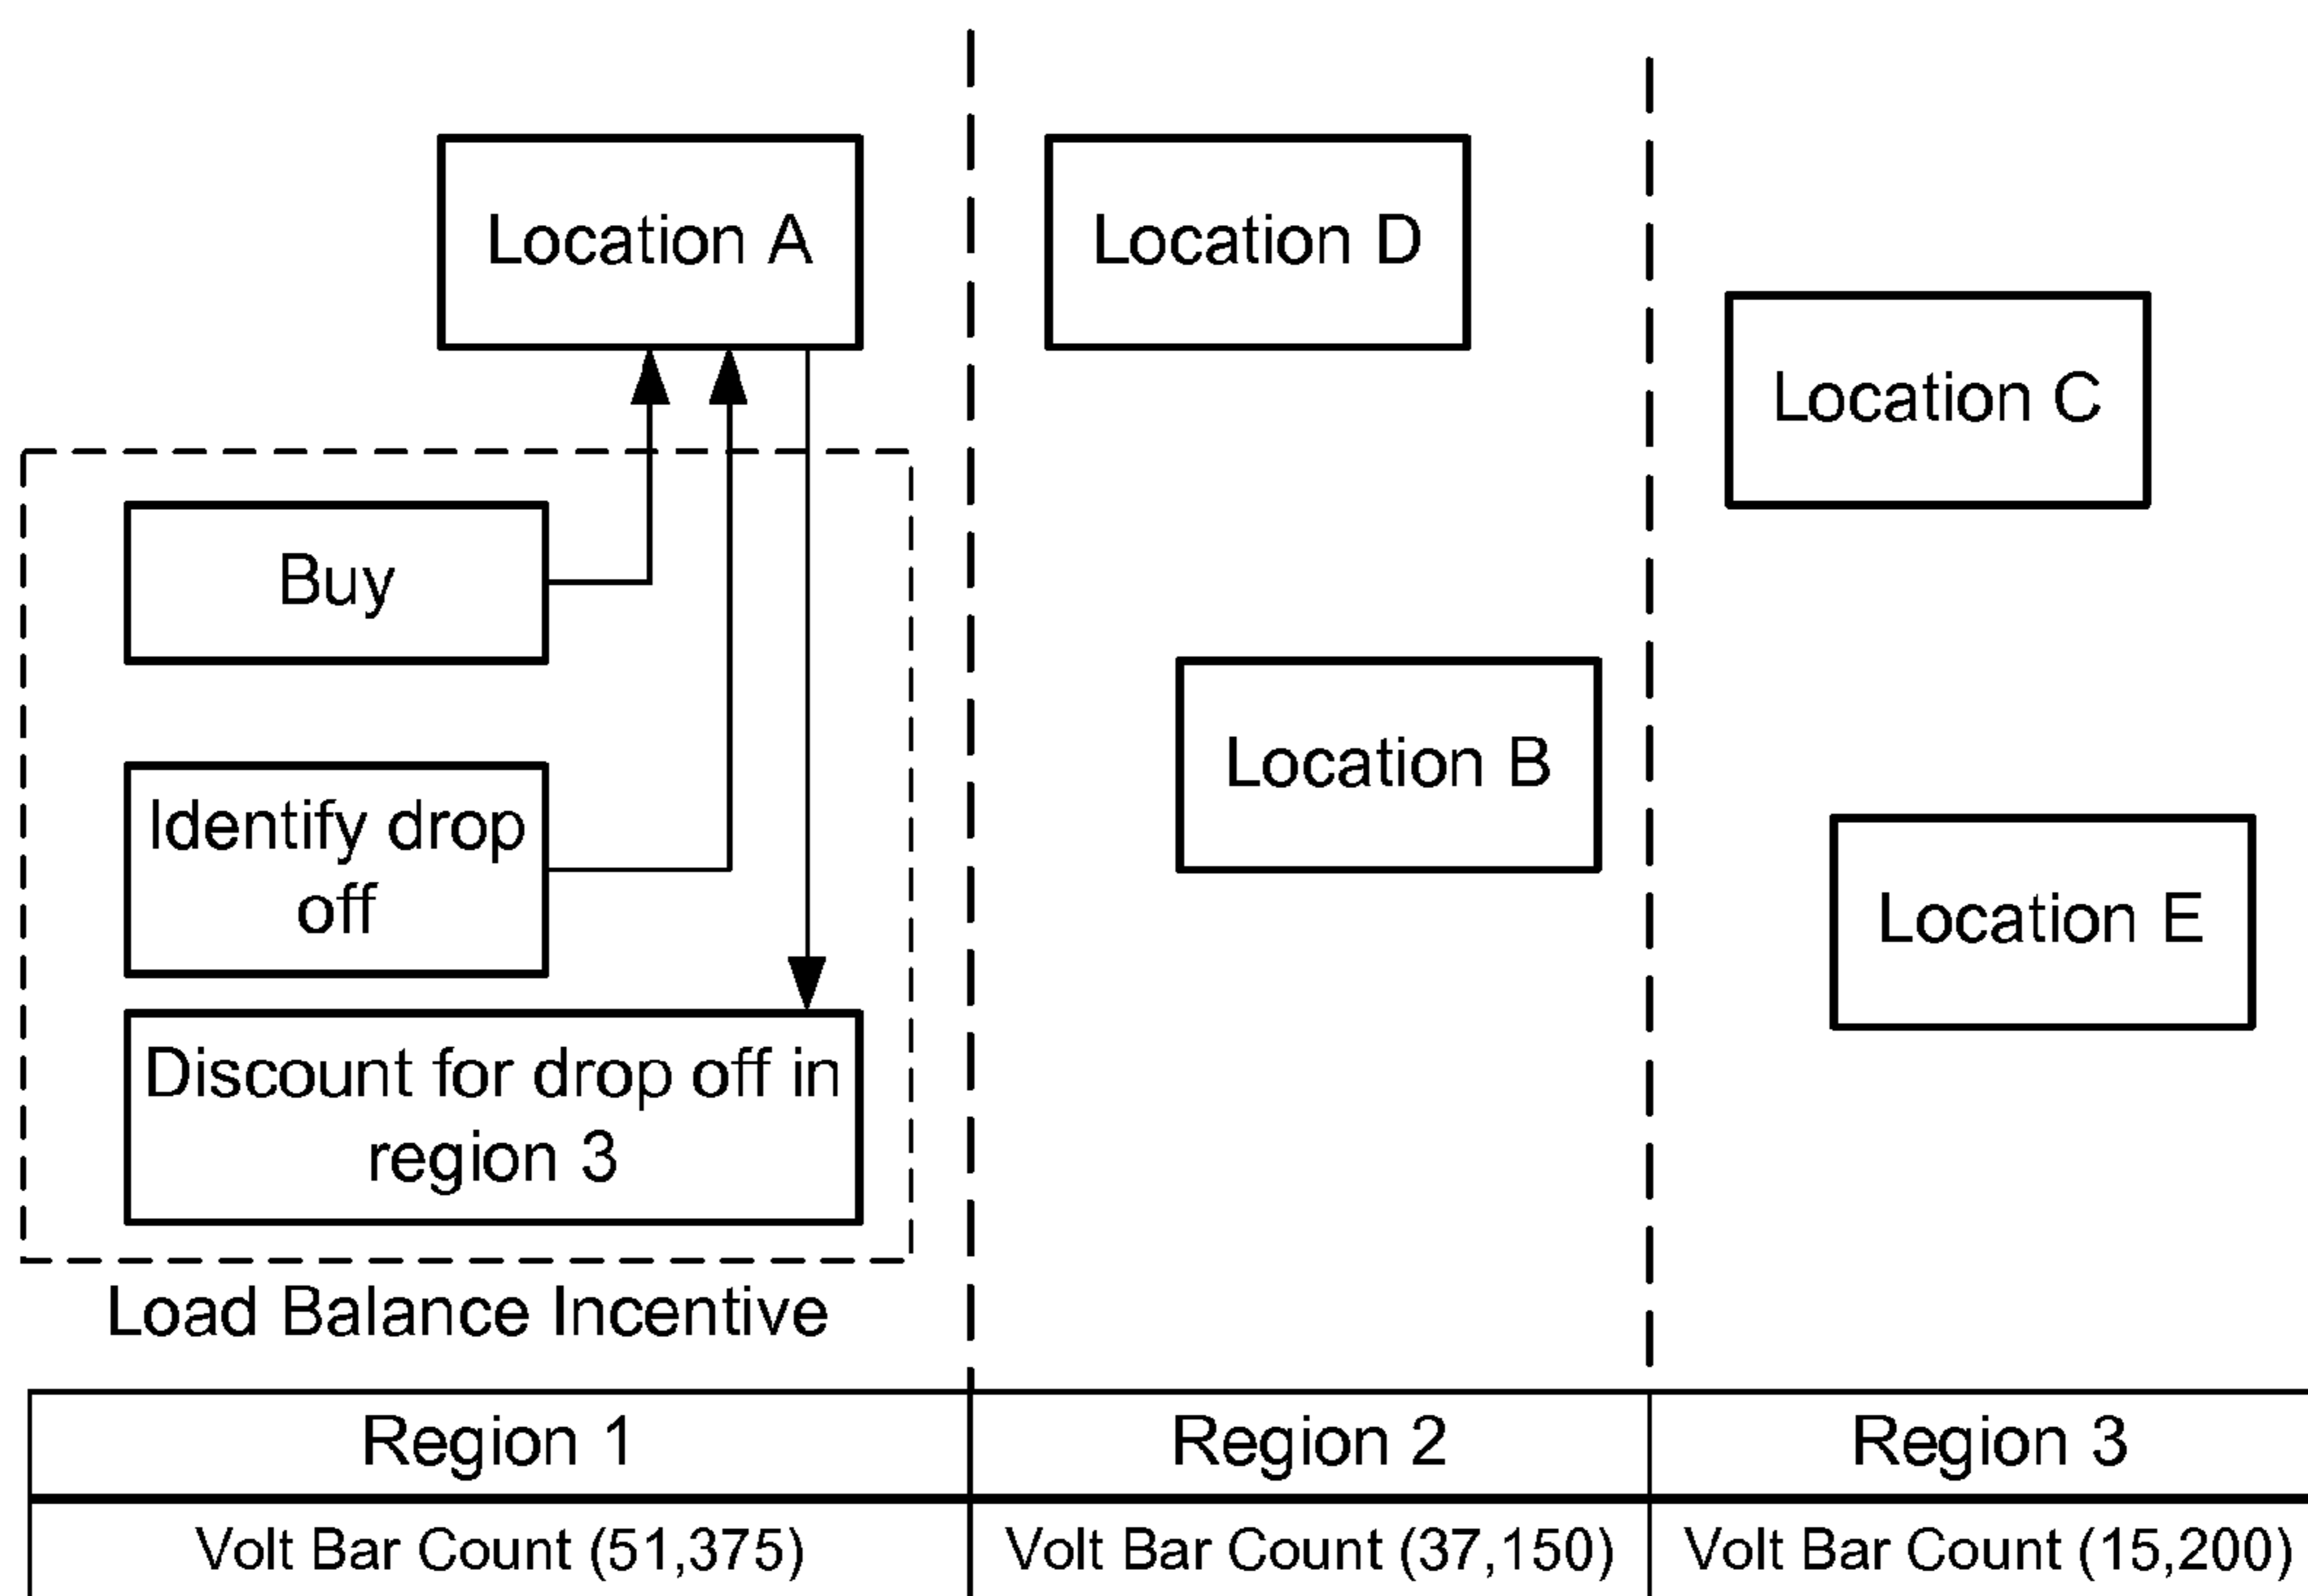 Location A
Location D
Location C
Buy
Location B
Identify drop
off
Location E
Discount for drop off in
region 3
Load Balance Incentive
Region 1
Region 2
Region 3
Volt Bar Count (51,375)
Volt Bar Count (37,150)
Volt Bar Count (15,200)